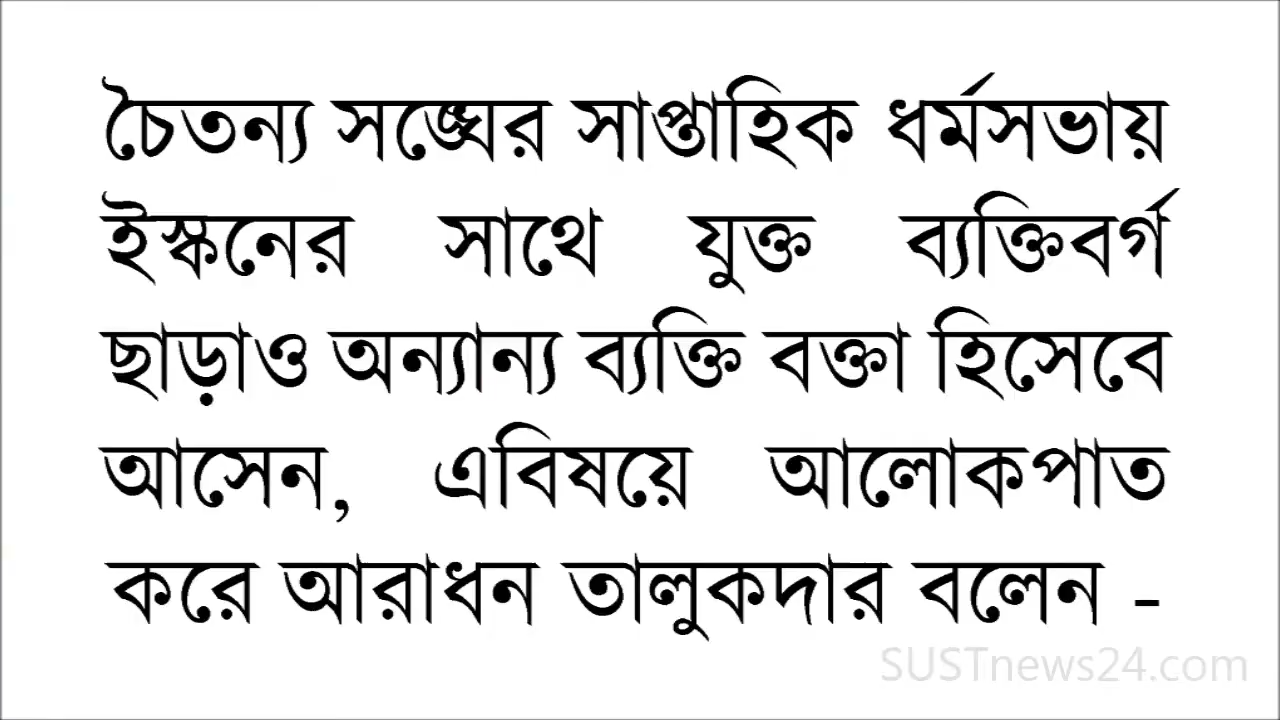 চৈতন্য সঙ্ঘের সাপ্তাহিক ধর্মসভায়
ইস্কনের সাথে যুক্ত ব্যক্তিবর্গ
ছাড়াও অন্যান্য ব্যক্তি বক্তা হিসেবে
আসেন, এবিষয়ে আলোকপাত
করে আরাধন তালুকদার বলেন -
SUSTnews24.com